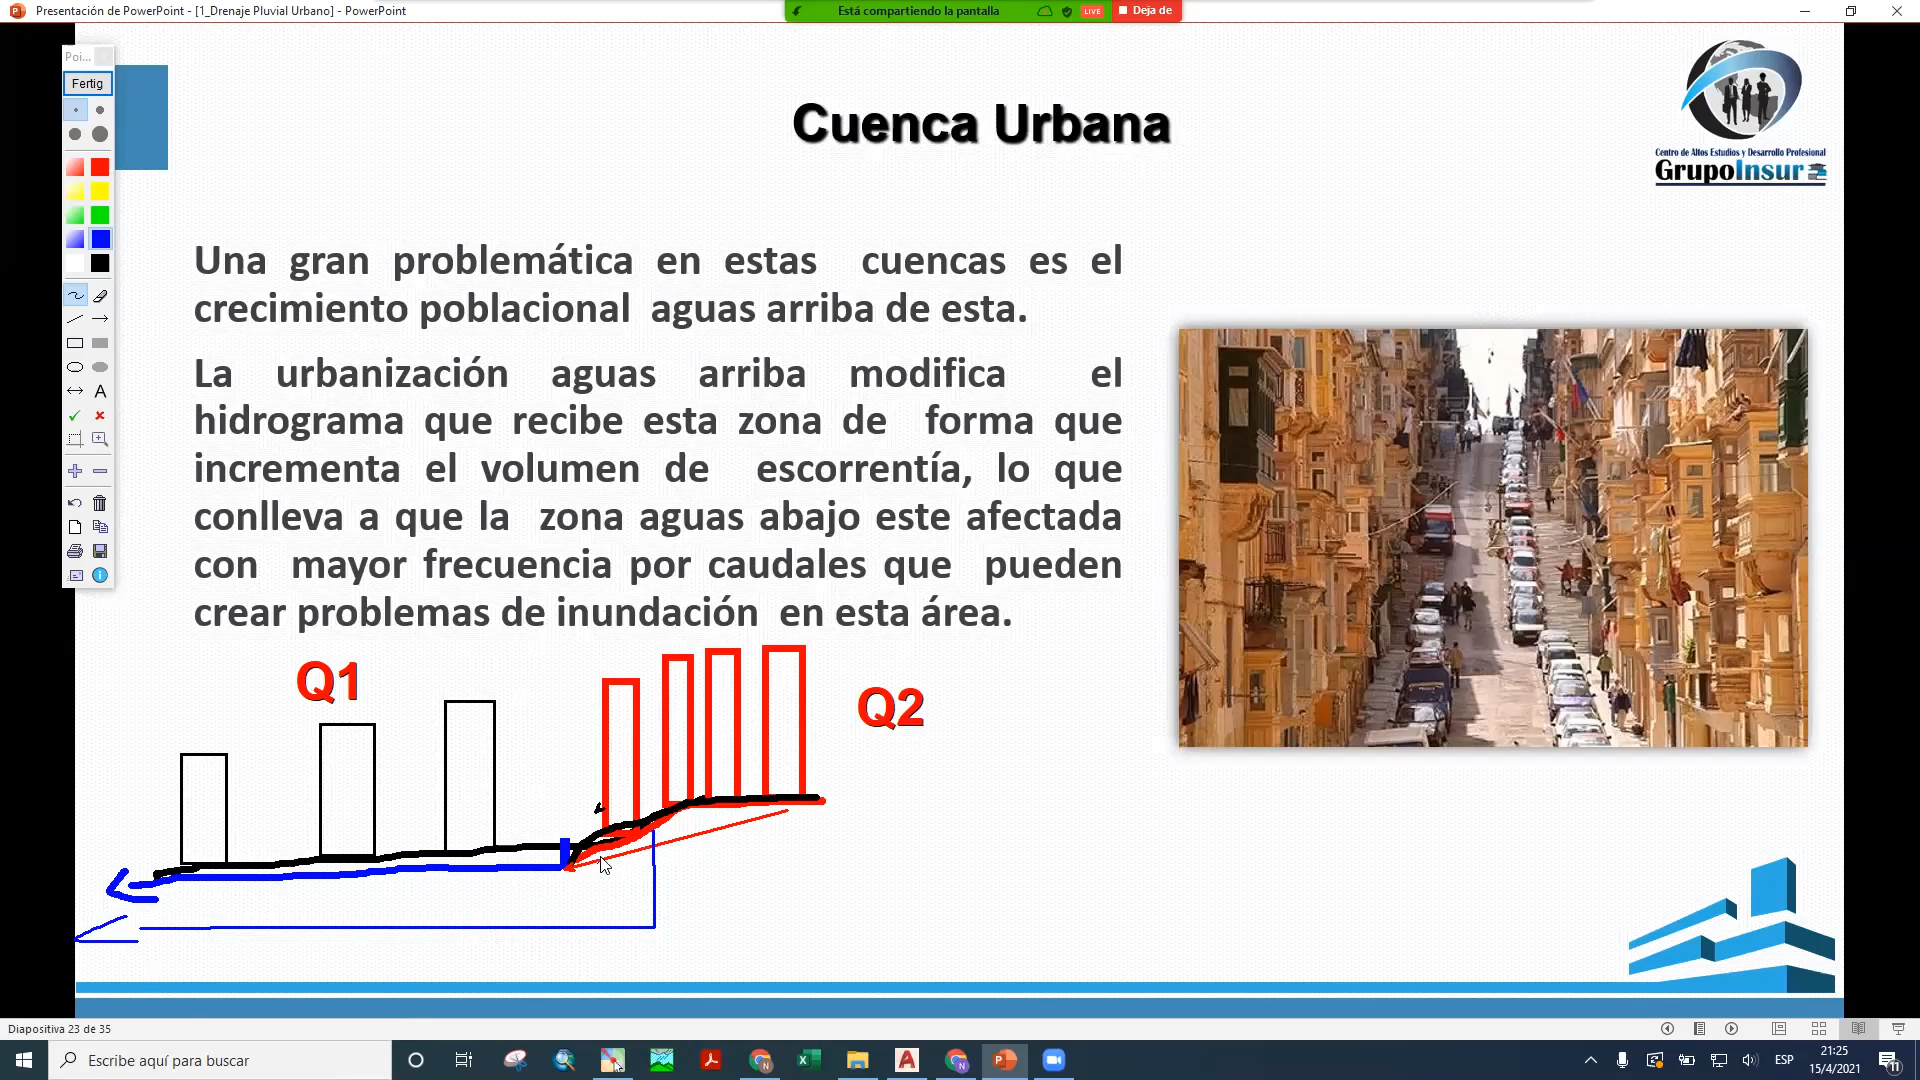 Presentación de PowerPoint - [1_Drenaje Pluvial Urbano] - PowerPoint
Está compartiendo la pantalla
LIVE
Deja de
Poi...
Fertig
A
Cuenca Urbana
Centro de Altos Estudios y Desarrollo Profesional
GrupoInsur
Una gran problemática en estas cuencas es el
crecimiento poblacional aguas arriba de esta.
La urbanización aguas arriba modifica el
hidrograma que recibe esta zona de forma que
incrementa el volumen de escorrentía, lo que
conlleva a que la zona aguas abajo este afectada
con mayor frecuencia por caudales que pueden
crear problemas de inundación en esta área.
Q1
Q2
Diapositiva 23 de 35
Escribe aquí para buscar
ESP
21:25
15/4/2021
11